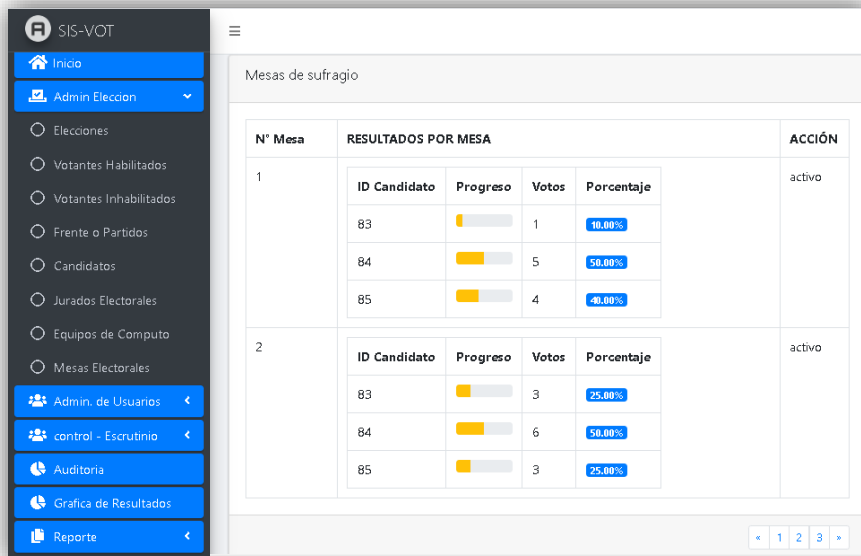 SIS-VOT
Inicio
Admin Eleccion
Elecciones
Votantes Habilitados
Votantes Inhabilitados
Frente o Partidos
Candidatos
Jurados Electorales
Equipos de Computo
Mesas Electorales
Admin. de Usuarios
control - Escrutinio
Auditoria
Grafica de Resultados
Reporte
Mesas de sufragio
N° Mesa RESULTADOS POR MESA ACCIÓN
1 activo
ID Candidato Progreso Votos Porcentaje
83 1 10.00%
84 5 50.00%
85 4 40.00%
2 activo
ID Candidato Progreso Votos Porcentaje
83 3 25.00%
84 6 50.00%
85 3 25.00%
« 1 2 3 »